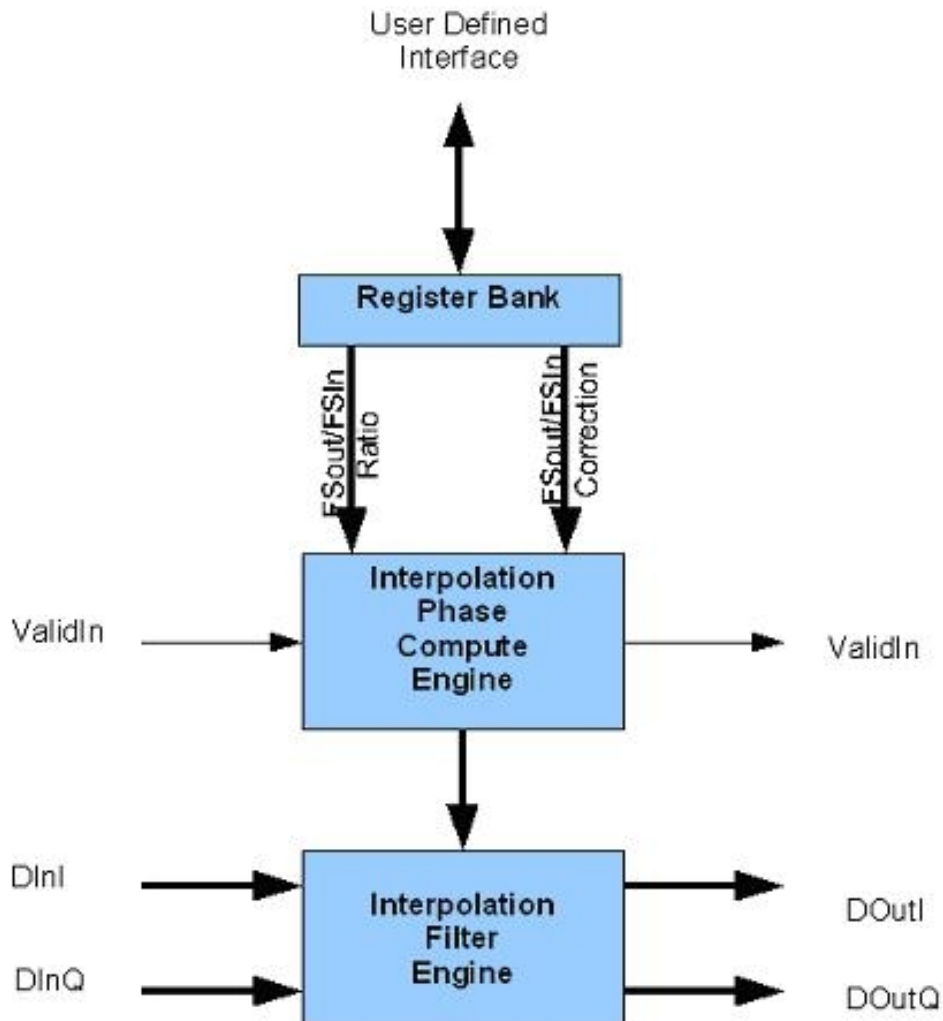 User Defined
Interface
Register Bank
FSout/FSIn
Ratio
FSout/FSIn
Correction
Interpolation
Phase
Compute
Engine
ValidIn
ValidIn
DInI
Interpolation
Filter
Engine
DOutI
DInQ
DOutQ